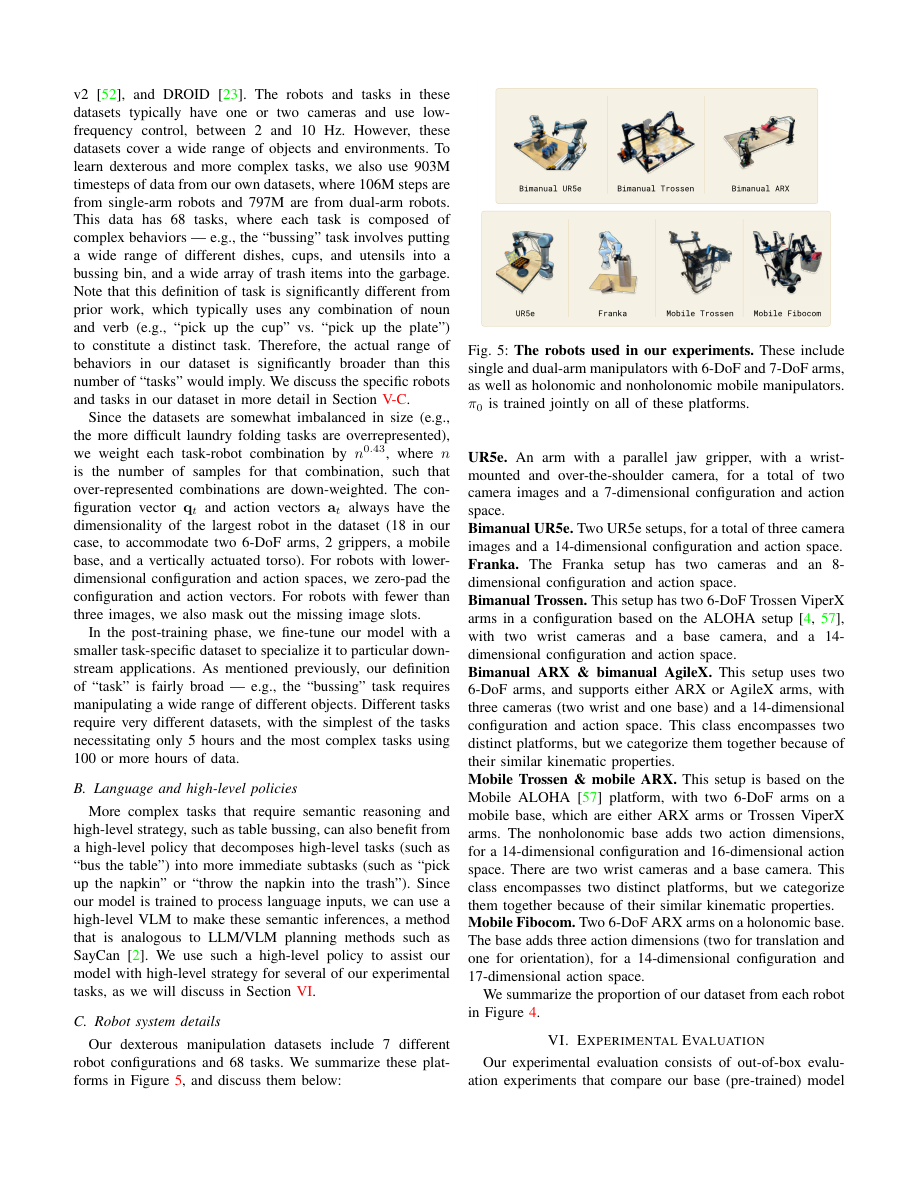 v2 [52], and DROID [23]. The robots and tasks in these
datasets typically have one or two cameras and use low-
frequency control, between 2 and 10 Hz. However, these
datasets cover a wide range of objects and environments. To
learn dexterous and more complex tasks, we also use 903M
timesteps of data from our own datasets, where 106M steps are
from single-arm robots and 797M are from dual-arm robots.
This data has 68 tasks, where each task is composed of
complex behaviors — e.g., the “bussing” task involves putting
a wide range of different dishes, cups, and utensils into a
bussing bin, and a wide array of trash items into the garbage.
Note that this definition of task is significantly different from
prior work, which typically uses any combination of noun
and verb (e.g., “pick up the cup” vs. “pick up the plate”)
to constitute a distinct task. Therefore, the actual range of
behaviors in our dataset is significantly broader than this
number of “tasks” would imply. We discuss the specific robots
and tasks in our dataset in more detail in Section V-C.
Since the datasets are somewhat imbalanced in size (e.g.,
the more difficult laundry folding tasks are overrepresented),
we weight each task-robot combination by n^0.43, where n
is the number of samples for that combination, such that
over-represented combinations are down-weighted. The con-
figuration vector q_t and action vectors a_t always have the
dimensionality of the largest robot in the dataset (18 in our
case, to accommodate two 6-DoF arms, 2 grippers, a mobile
base, and a vertically actuated torso). For robots with lower-
dimensional configuration and action spaces, we zero-pad the
configuration and action vectors. For robots with fewer than
three images, we also mask out the missing image slots.
In the post-training phase, we fine-tune our model with a
smaller task-specific dataset to specialize it to particular down-
stream applications. As mentioned previously, our definition
of “task” is fairly broad — e.g., the “bussing” task requires
manipulating a wide range of different objects. Different tasks
require very different datasets, with the simplest of the tasks
necessitating only 5 hours and the most complex tasks using
100 or more hours of data.
B. Language and high-level policies
More complex tasks that require semantic reasoning and
high-level strategy, such as table bussing, can also benefit from
a high-level policy that decomposes high-level tasks (such as
“bus the table”) into more immediate subtasks (such as “pick
up the napkin” or “throw the napkin into the trash”). Since
our model is trained to process language inputs, we can use a
high-level VLM to make these semantic inferences, a method
that is analogous to LLM/VLM planning methods such as
SayCan [2]. We use such a high-level policy to assist our
model with high-level strategy for several of our experimental
tasks, as we will discuss in Section VI.
C. Robot system details
Our dexterous manipulation datasets include 7 different
robot configurations and 68 tasks. We summarize these plat-
forms in Figure 5, and discuss them below:
Bimanual UR5e
Bimanual Trossen
Bimanual ARX
UR5e
Franka
Mobile Trossen
Mobile Fibocom
Fig. 5: The robots used in our experiments. These include
single and dual-arm manipulators with 6-DoF and 7-DoF arms,
as well as holonomic and nonholonomic mobile manipulators.
π0 is trained jointly on all of these platforms.
UR5e. An arm with a parallel jaw gripper, with a wrist-
mounted and over-the-shoulder camera, for a total of two
camera images and a 7-dimensional configuration and action
space.
Bimanual UR5e. Two UR5e setups, for a total of three camera
images and a 14-dimensional configuration and action space.
Franka. The Franka setup has two cameras and an 8-
dimensional configuration and action space.
Bimanual Trossen. This setup has two 6-DoF Trossen ViperX
arms in a configuration based on the ALOHA setup [4, 57],
with two wrist cameras and a base camera, and a 14-
dimensional configuration and action space.
Bimanual ARX & bimanual AgileX. This setup uses two
6-DoF arms, and supports either ARX or AgileX arms, with
three cameras (two wrist and one base) and a 14-dimensional
configuration and action space. This class encompasses two
distinct platforms, but we categorize them together because of
their similar kinematic properties.
Mobile Trossen & mobile ARX. This setup is based on the
Mobile ALOHA [57] platform, with two 6-DoF arms on a
mobile base, which are either ARX arms or Trossen ViperX
arms. The nonholonomic base adds two action dimensions,
for a 14-dimensional configuration and 16-dimensional action
space. There are two wrist cameras and a base camera. This
class encompasses two distinct platforms, but we categorize
them together because of their similar kinematic properties.
Mobile Fibocom. Two 6-DoF ARX arms on a holonomic base.
The base adds three action dimensions (two for translation and
one for orientation), for a 14-dimensional configuration and
17-dimensional action space.
We summarize the proportion of our dataset from each robot
in Figure 4.
VI. EXPERIMENTAL EVALUATION
Our experimental evaluation consists of out-of-box evalu-
ation experiments that compare our base (pre-trained) model